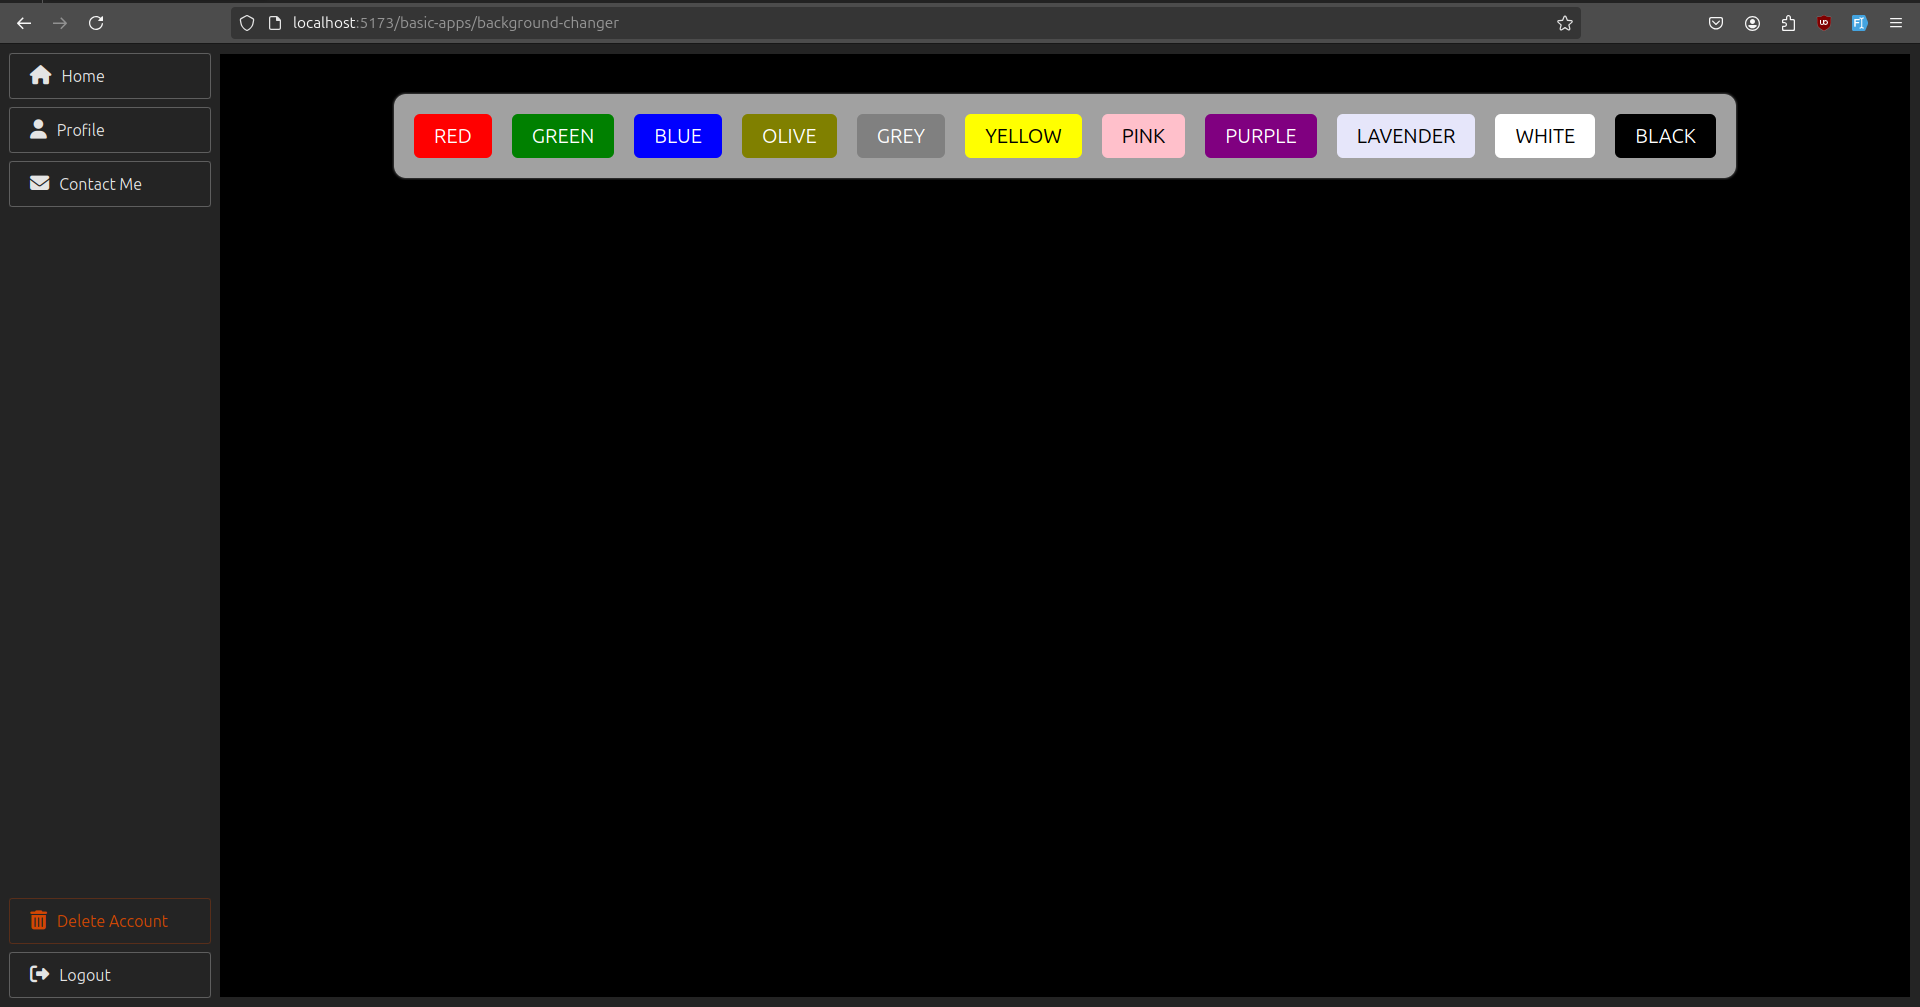 localhost:5173/basic-apps/background-changer
Home
Profile
Contact Me
RED GREEN BLUE OLIVE GREY YELLOW PINK PURPLE LAVENDER WHITE BLACK
Delete Account
Logout